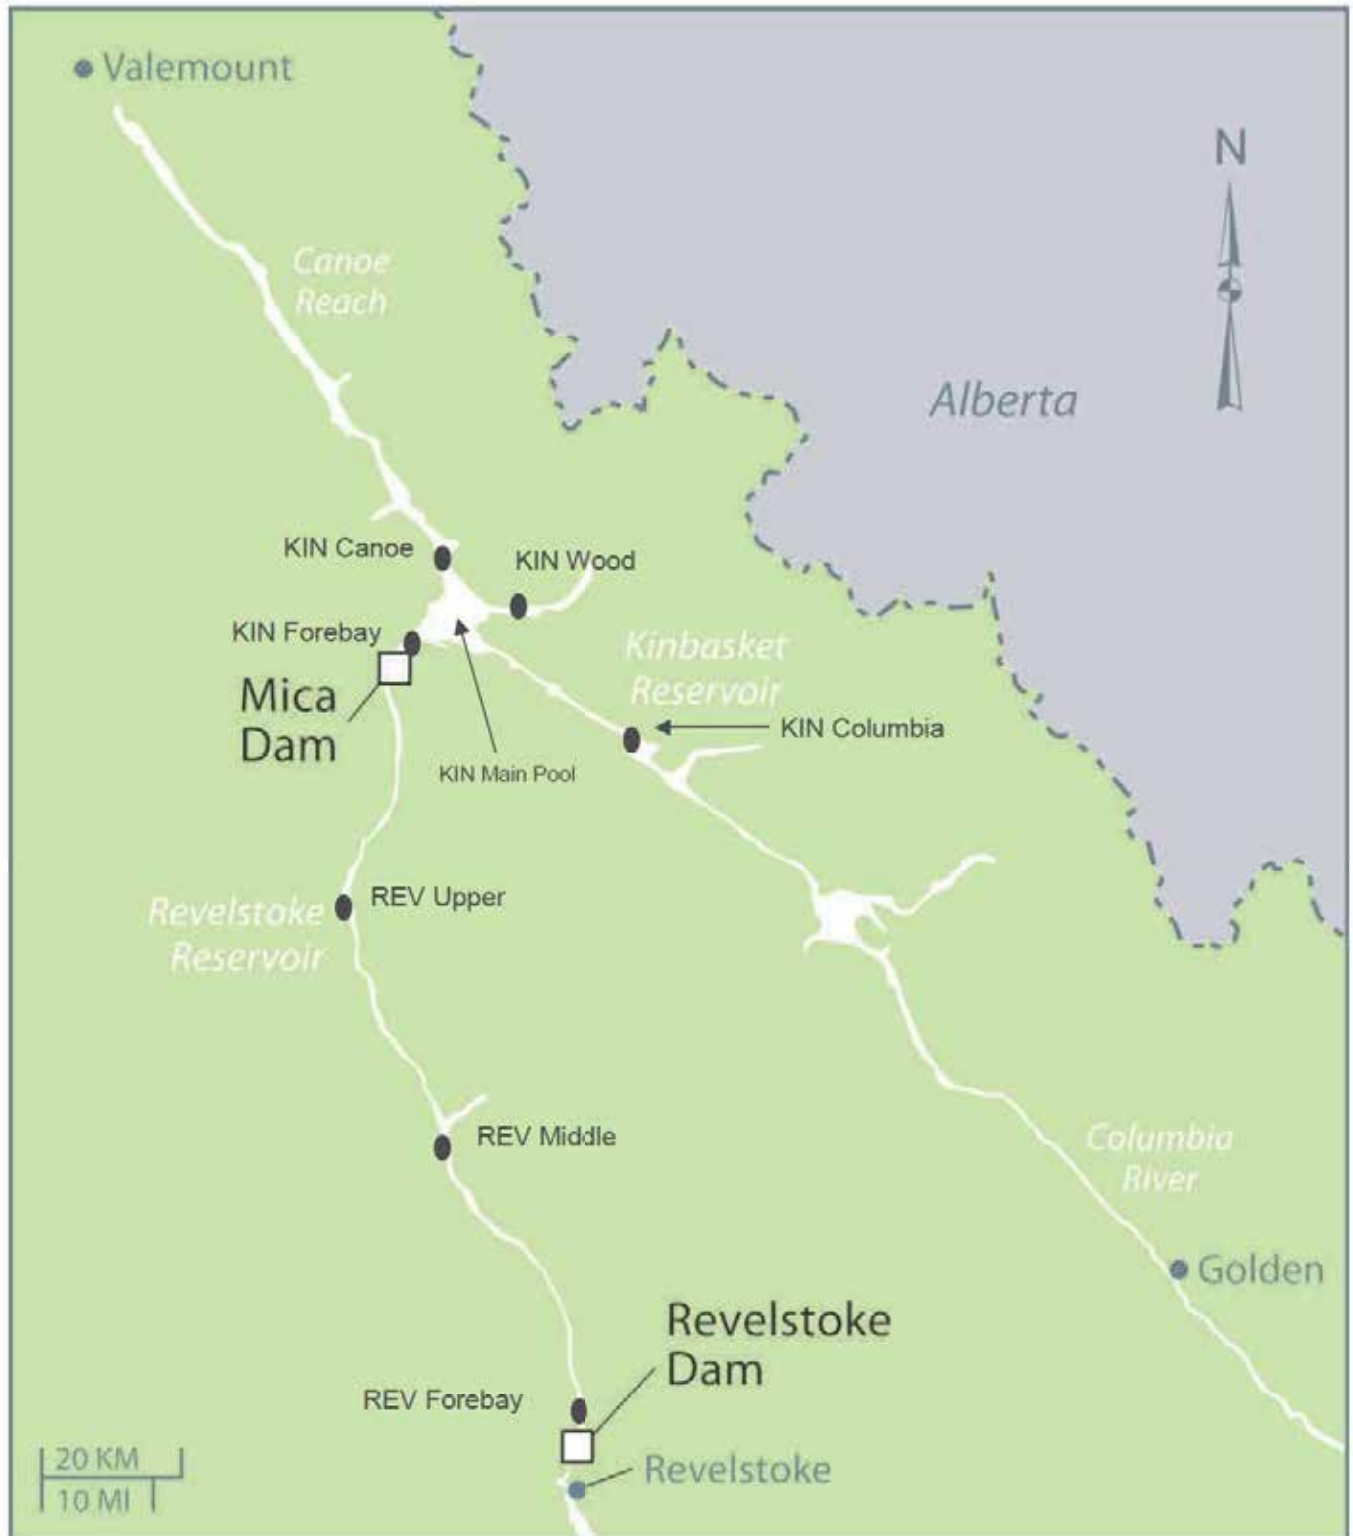 Valemount
N
Canoe
Reach
Alberta
KIN Canoe
KIN Wood
KIN Forebay
Kinbasket
Reservoir
Mica
Dam
KIN Columbia
KIN Main Pool
REV Upper
Revelstoke
Reservoir
REV Middle
Columbia
River
Golden
Revelstoke
Dam
REV Forebay
20 KM
10 MI
Revelstoke